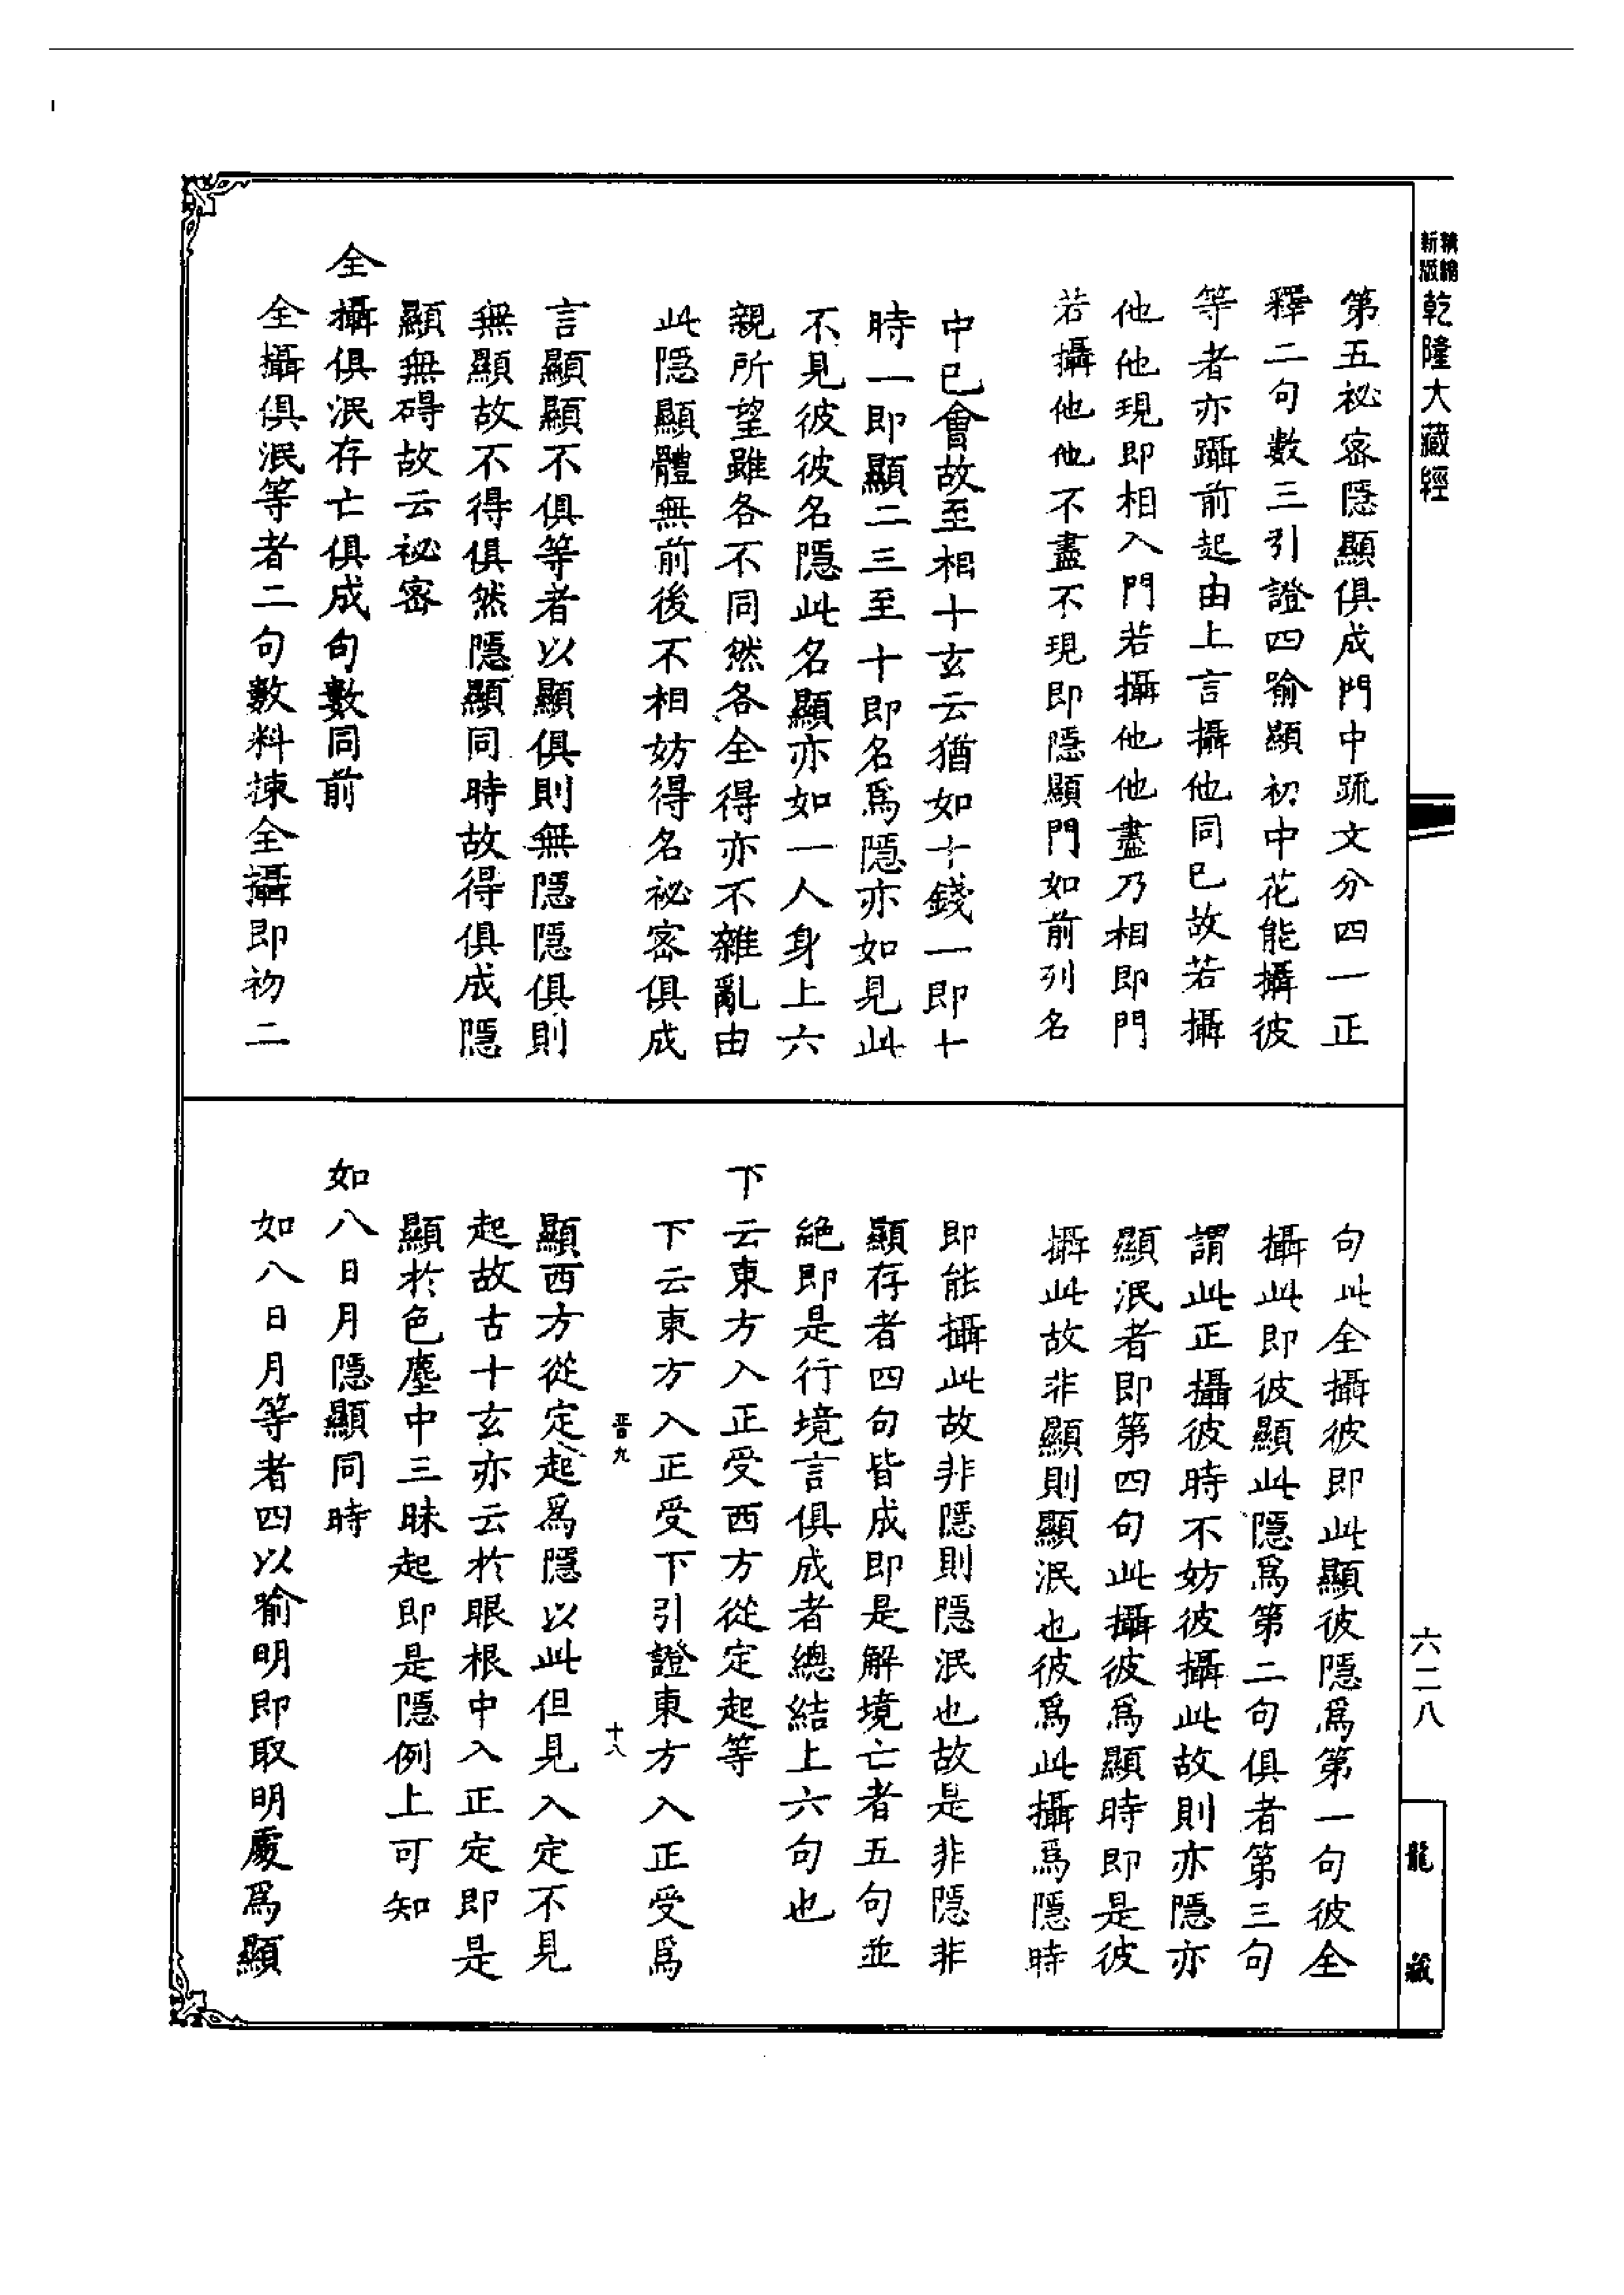 精縮
新版
乾隆大藏經
第五祕密隱顯俱成門中疏文分四一正
釋二句數三引證四喻顯初中花能攝彼
等者亦躡前起由上言攝他同已故若攝
他他現即相入門若攝他他盡乃相即門
若攝他他不盡不現即隱顯門如前列名
中已會故至相十玄云猶如十錢一即十
時一即顯二三至十即名爲隱亦如見此
不見彼彼名隱此名顯亦如一人身上六
親所望雖各不同然各全得亦不雜亂由
此隱顯體無前後不相妨得名祕密俱成
言顯顯不俱等者以顯俱則無隱隱俱則
無顯故不得俱然隱顯同時故得俱成隱
顯無碍故云祕密
全攝俱泯存亡俱成句數同前
全攝俱泯等者二句數料揀全攝即初二
句此全攝彼即此顯彼隱爲第一句彼全
攝此即彼顯此隱爲第二句俱者第三句
謂此正攝彼時不妨彼攝此故則亦隱亦
顯泯者即第四句此攝彼爲顯時即是彼
攝此故非顯則顯泯也彼爲此攝爲隱時
即能攝此故非隱則隱泯也故是非隱非
顯存者四句皆成即是解境亡者五句並
絕即是行境言俱成者總結上六句也
下云東方入正受西方從定起等
下云東方入正受下引證東方入正受爲
晋九
十八
顯西方從定起爲隱以此但見入定不見
起故古十玄亦云於眼根中入正定即是
顯於色塵中三昧起即是隱例上可知
如八日月隱顯同時
如八日月等者四以喻明即取明處爲顯
六二八
龍藏